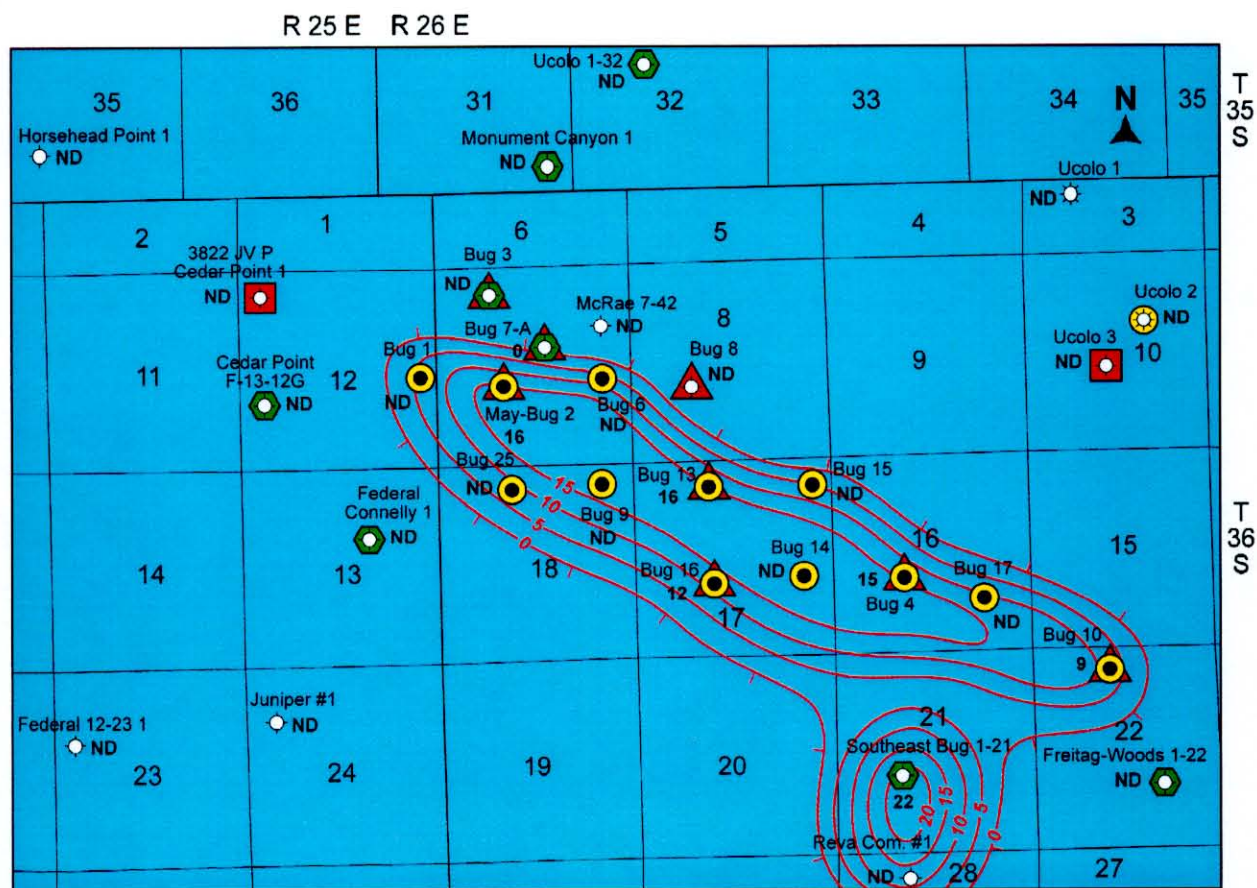 R 25 E R 26 E
Ucolo 1-32
ND
35
36
31
32
33
34
35
N
T
35
S
Horsehead Point 1
ND
Monument Canyon 1
ND
Ucolo 1
ND
2
1
6
5
4
3
3822 JV P
Cedar Point 1
ND
Bug 3
ND
McRae 7-42
ND
8
Ucolo 2
ND
Bug 7-A
0
Bug 8
ND
9
Ucolo 3
ND
10
11
Cedar Point
F-13-12G
ND
12
Bug 1
ND
May-Bug 2
16
Bug 6
ND
Bug 25
ND
15
10
5
0
Bug 9
ND
Bug 13
16
Bug 15
ND
T
36
S
Federal
Connelly 1
ND
14
13
18
Bug 16
12
17
Bug 14
ND
16
15
Bug 4
Bug 17
ND
15
Bug 10
9
Federal 12-23 1
ND
Juniper #1
ND
23
24
19
20
21
Southeast Bug 1-21
22
20
15
10
5
0
22
Freitag-Woods 1-22
ND
Reva Com. #1
ND
28
27